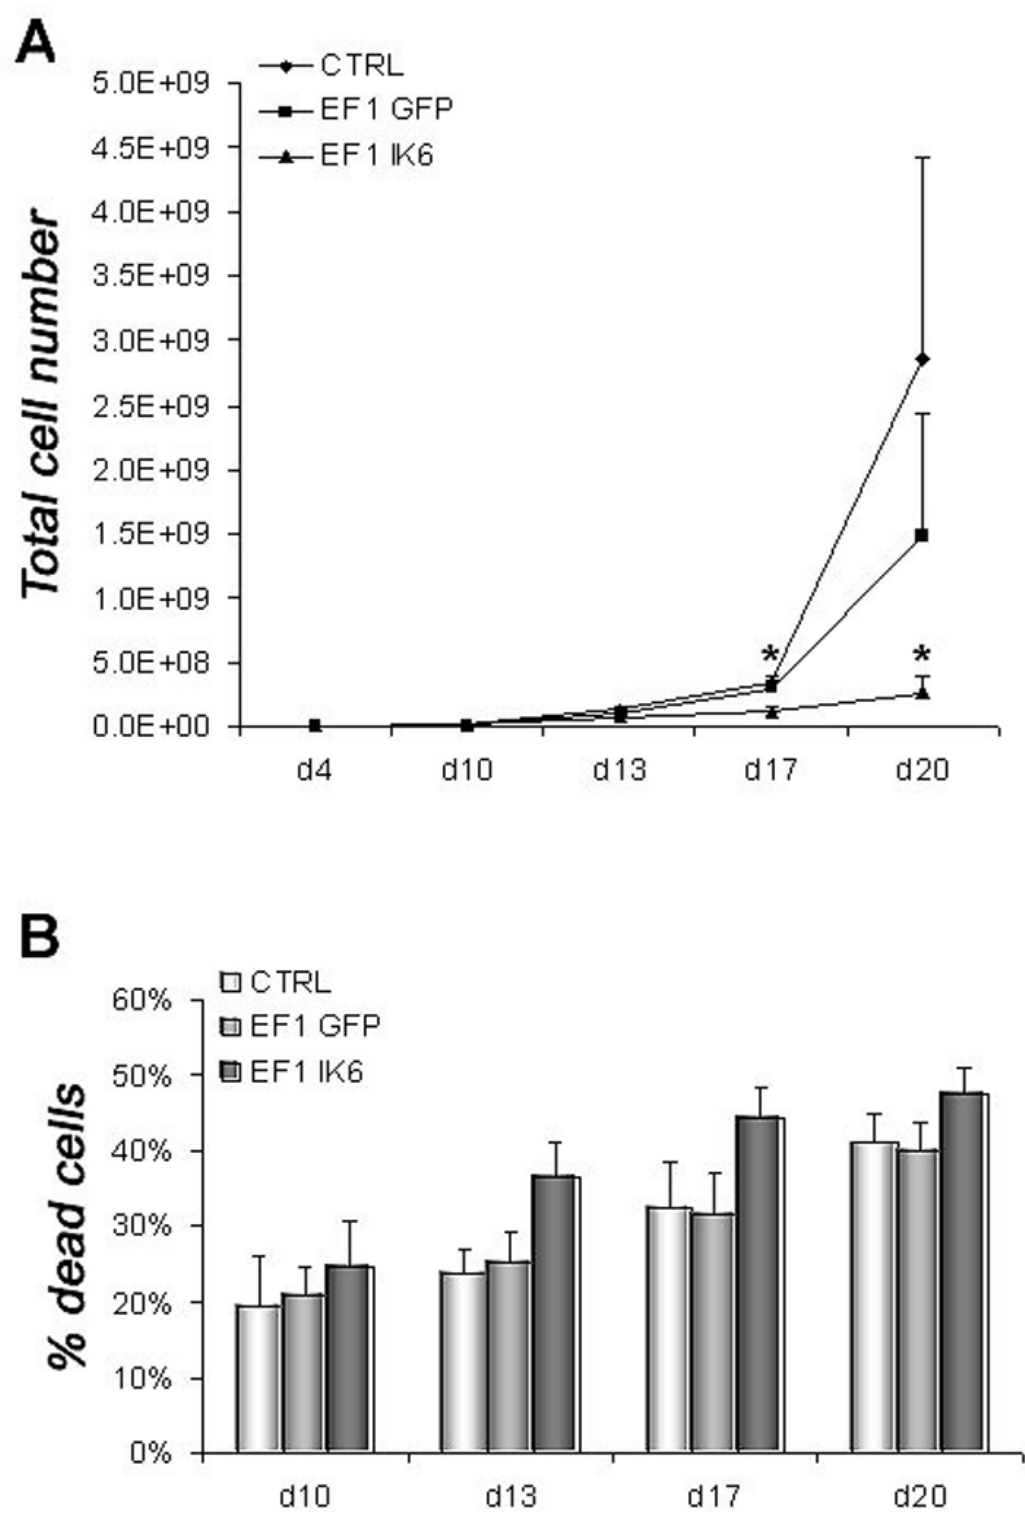 A
CTRL
EF1 GFP
EF1 IK6
5.0E+09
4.5E+09
4.0E+09
3.5E+09
3.0E+09
2.5E+09
2.0E+09
1.5E+09
1.0E+09
5.0E+08
0.0E+00
Total cell number
*
*
d4 d10 d13 d17 d20
B
CTRL
EF1 GFP
EF1 IK6
60%
50%
40%
30%
20%
10%
0%
% dead cells
d10 d13 d17 d20